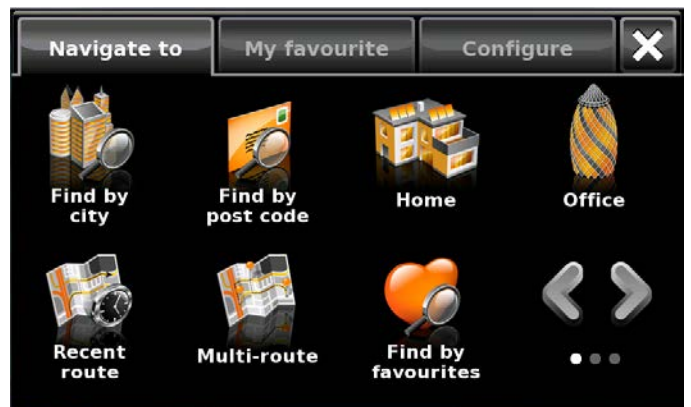 Navigate to
My favourite
Configure
Find by
city
Find by
post code
Home
Office
Recent
route
Multi-route
Find by
favourites